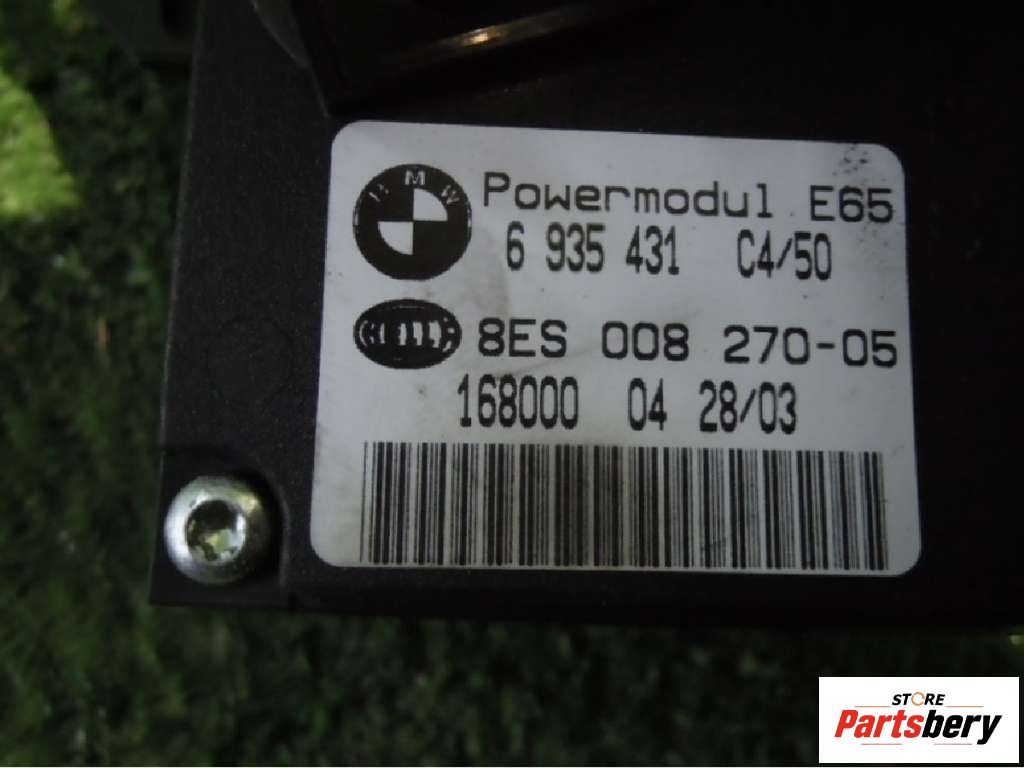 BMW
Powermodul E65
6 935 431 C4/50
HELLA
8ES 008 270-05
168000 04 28/03
STORE
Partsbery